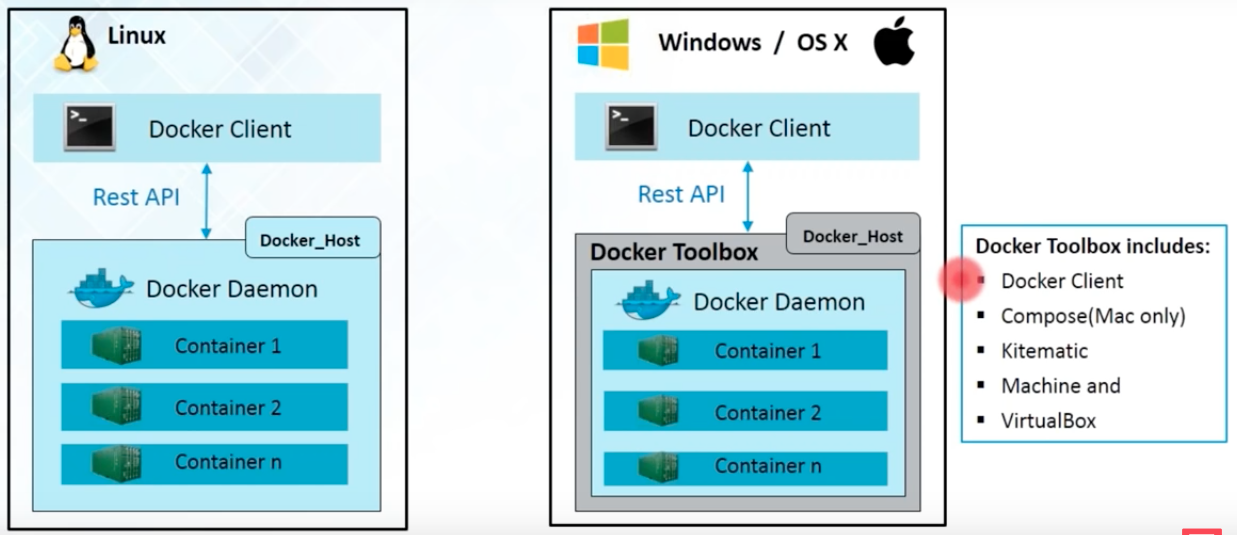 Linux
>_ Docker Client
Rest API
Docker_Host
Docker Daemon
Container 1
Container 2
Container n
Windows / OS X
>_ Docker Client
Rest API
Docker_Host
Docker Toolbox
Docker Daemon
Container 1
Container 2
Container n
Docker Toolbox includes:
Docker Client
Compose(Mac only)
Kitematic
Machine and
VirtualBox